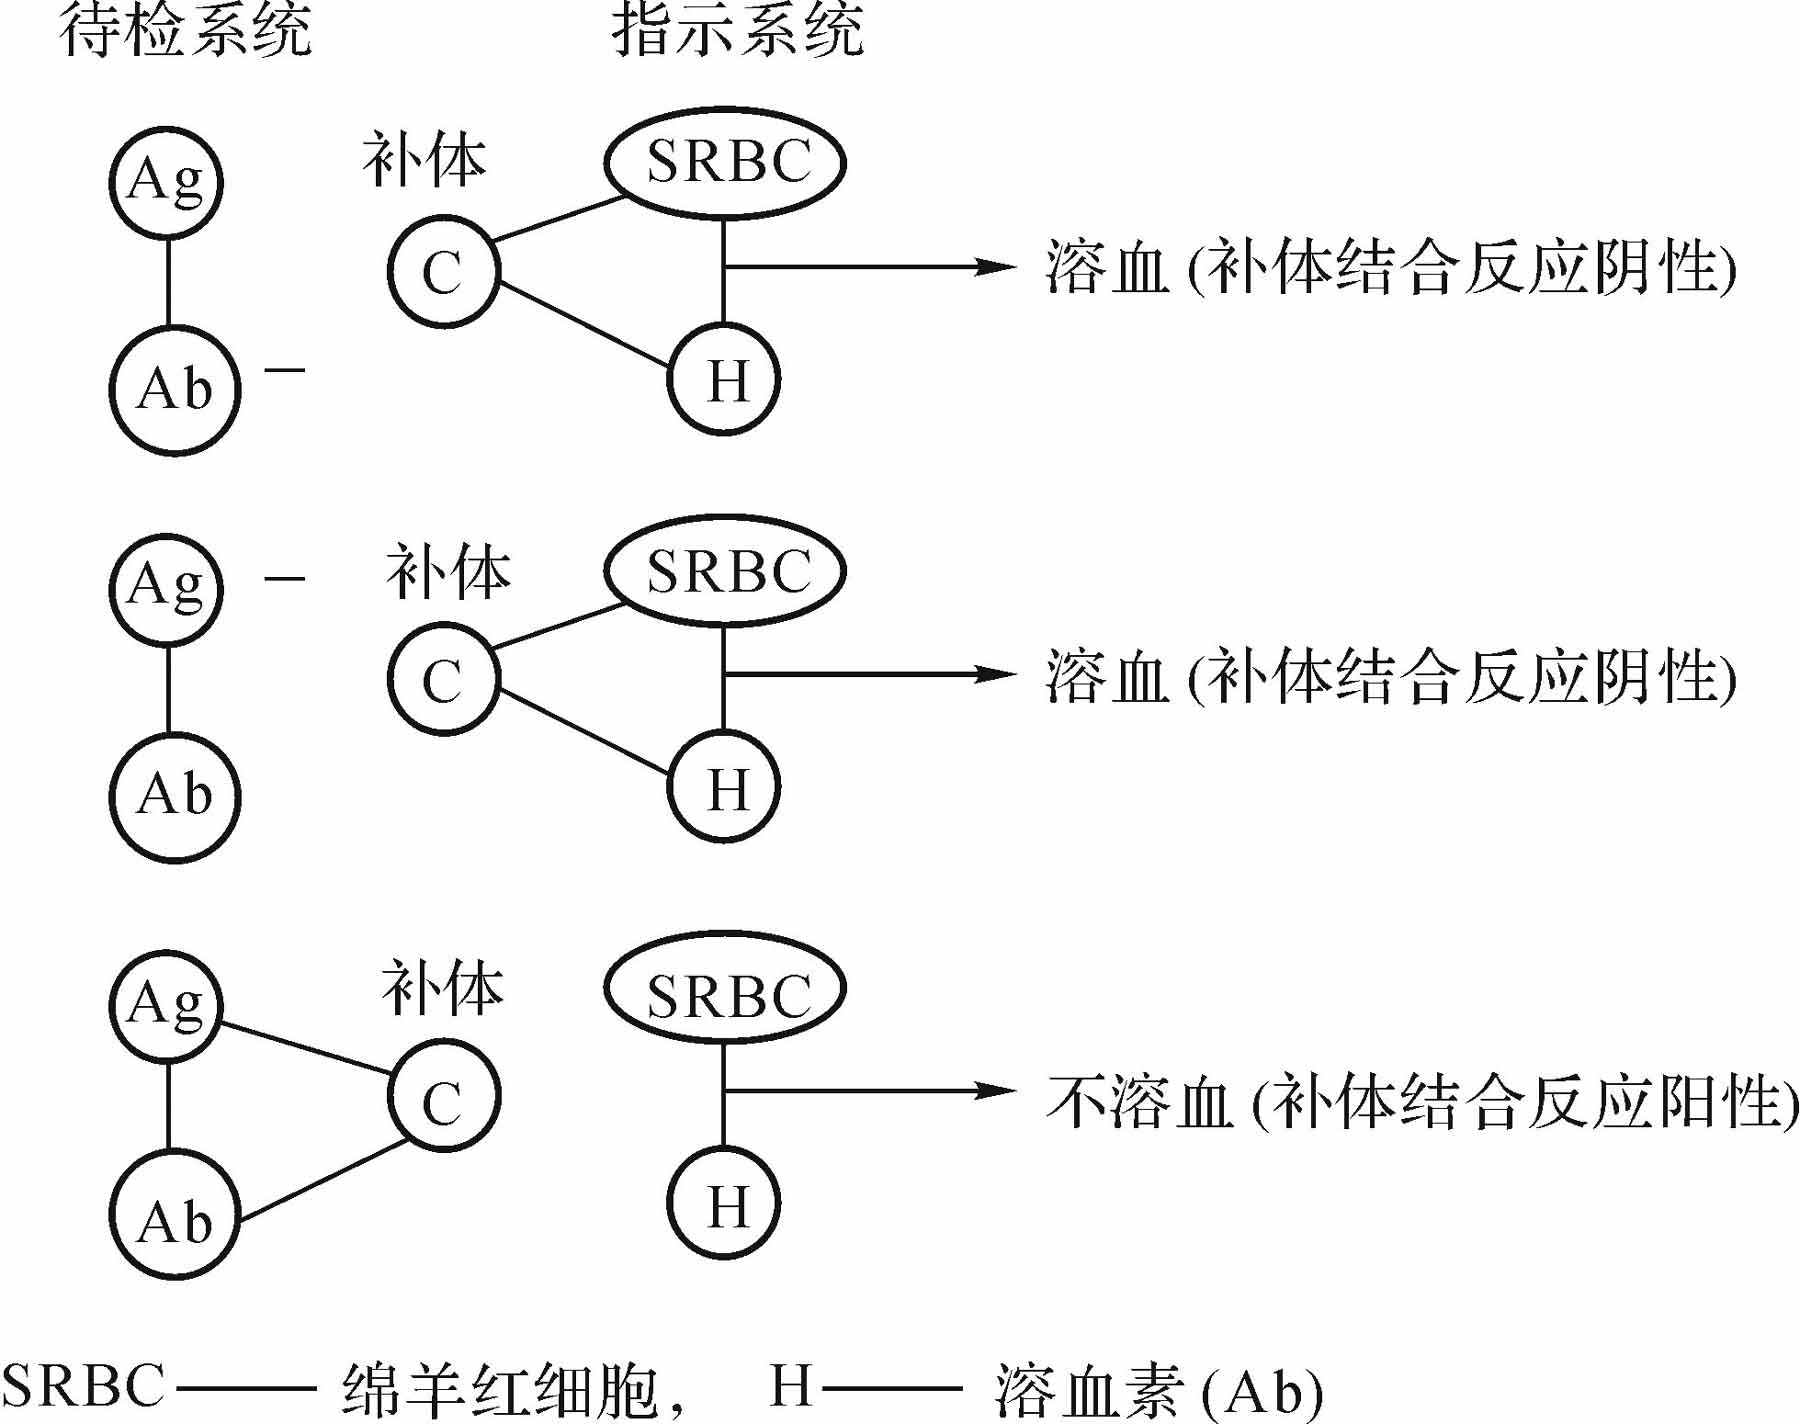 待检系统 指示系统
Ag 补体 SRBC
C 溶血(补体结合反应阴性)
Ab － H
Ag － 补体 SRBC
C 溶血(补体结合反应阴性)
Ab H
Ag 补体 SRBC
C 不溶血(补体结合反应阳性)
Ab H
SRBC——绵羊红细胞， H——溶血素(Ab)